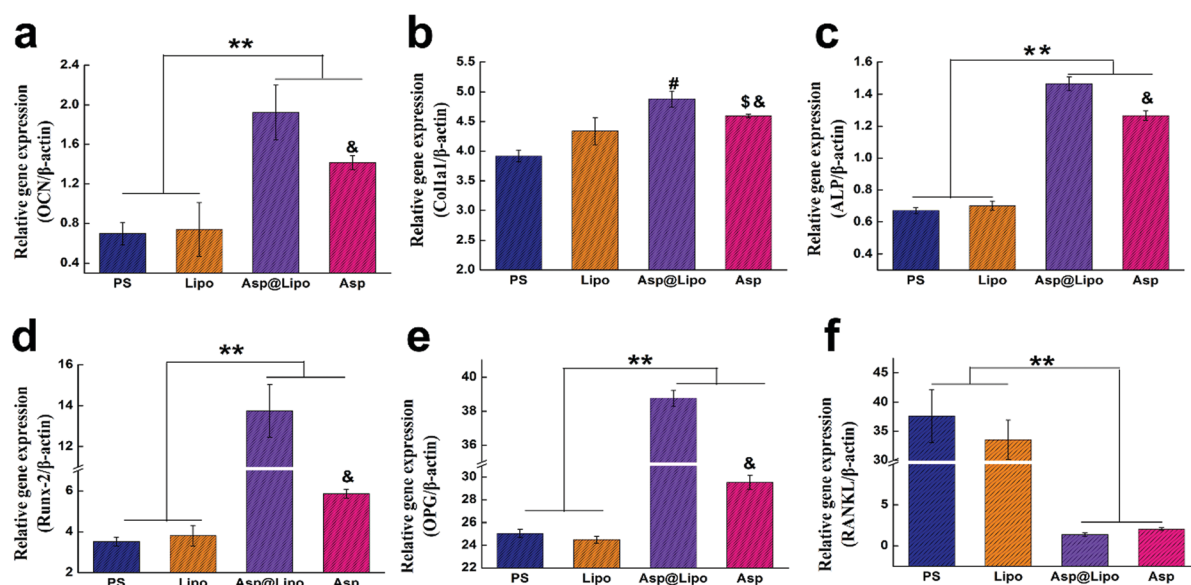 a
**
Relative gene expression
(OCN/β-actin)
2.4
2.0
1.6
1.2
0.8
0.4
&
PS Lipo Asp@Lipo Asp
b
Relative gene expression
(Col1a1/β-actin)
5.5
5.0
4.5
4.0
3.5
3.0
2.5
2.0
#
$ &
PS Lipo Asp@Lipo Asp
c
**
Relative gene expression
(ALP/β-actin)
1.6
1.4
1.2
1.0
0.8
0.6
0.4
&
PS Lipo Asp@Lipo Asp
d
**
Relative gene expression
(Runx-2/β-actin)
16
14
12
6
4
2
&
PS Lipo Asp@Lipo Asp
e
**
Relative gene expression
(OPG/β-actin)
40
38
36
30
28
26
24
22
&
PS Lipo Asp@Lipo Asp
f
**
Relative gene expression
(RANKL/β-actin)
45
40
35
30
5
0
PS Lipo Asp@Lipo Asp